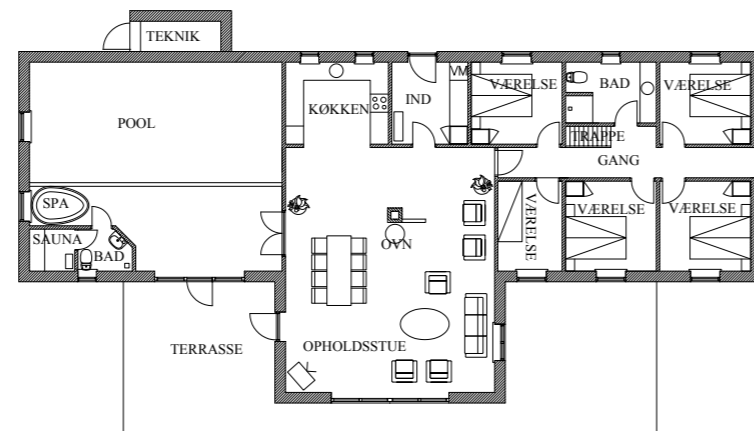 TEKNIK
VM
VÆRELSE
BAD
VÆRELSE
IND
KØKKEN
POOL
TRAPPE
GANG
SPA
VÆRELSE
VÆRELSE
VÆRELSE
SAUNA
BAD
OVN
TERRASSE
OPHOLDSSTUE